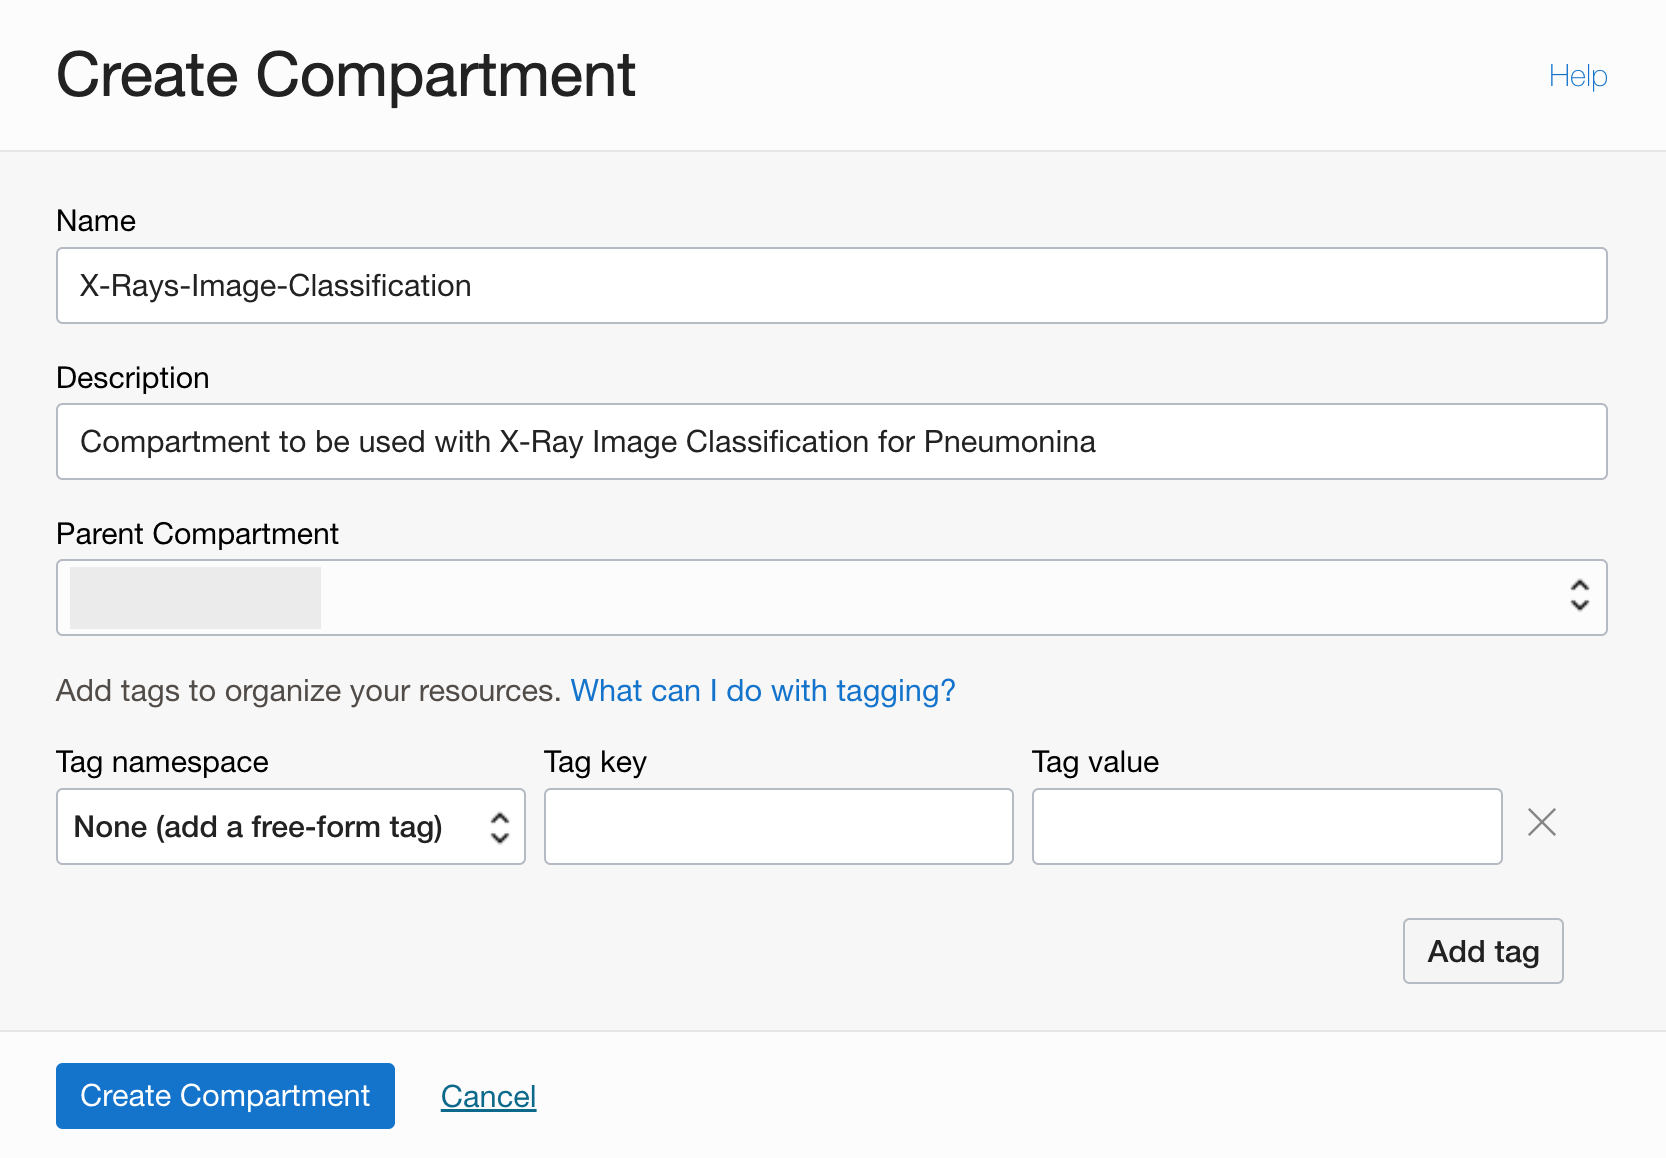 Create Compartment
Help
Name
X-Rays-Image-Classification
Description
Compartment to be used with X-Ray Image Classification for Pneumonina
Parent Compartment
Add tags to organize your resources. What can I do with tagging?
Tag namespace Tag key Tag value
None (add a free-form tag)
Add tag
Create Compartment Cancel